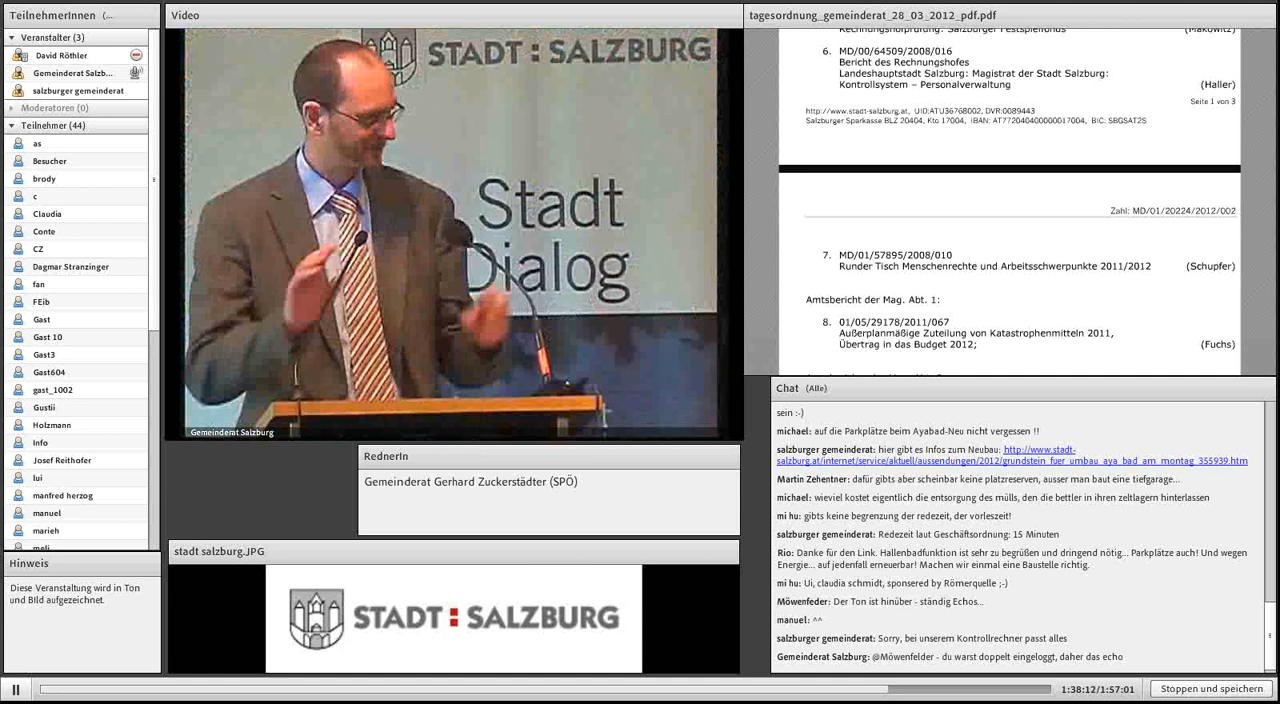 TeilnehmerInnen (...
Veranstalter (3)
David Röthler
Gemeinderat Salzb...
salzburger gemeinderat
Moderatoren (0)
Teilnehmer (44)
as
Besucher
brody
c
Claudia
Conte
CZ
Dagmar Stranzinger
fan
FEib
Gast
Gast 10
Gast3
Gast604
gast_1002
Gustii
Holzmann
Info
Josef Reithofer
lui
manfred herzog
manuel
marieh
meli
Hinweis
Diese Veranstaltung wird in Ton
und BIld aufgezeichnet.
Video
STADT : SALZBURG
Stadt
Dialog
Gemeinderat Salzburg
RednerIn
Gemeinderat Gerhard Zuckerstädter (SPÖ)
stadt salzburg.JPG
STADT : SALZBURG
tagesordnung_gemeinderat_28_03_2012_pdf.pdf
Rechnungshofprüfung: Salzburger Festspielfonds (Makowitz)
6. MD/00/64509/2008/016
Bericht des Rechnungshofes
Landeshauptstadt Salzburg: Magistrat der Stadt Salzburg:
Kontrollsystem – Personalverwaltung (Haller)
Seite 1 von 3
http://www.stadt-salzburg.at, UID:ATU36768002, DVR:0089443
Salzburger Sparkasse BLZ 20404, Kto 17004, IBAN: AT772040400000017004, BIC: SBGSAT2S
Zahl: MD/01/20224/2012/002
7. MD/01/57895/2008/010
Runder Tisch Menschenrechte und Arbeitsschwerpunkte 2011/2012 (Schupfer)
Amtsbericht der Mag. Abt. 1:
8. 01/05/29178/2011/067
Außerplanmäßige Zuteilung von Katastrophenmitteln 2011,
Übertrag in das Budget 2012; (Fuchs)
Chat (Alle)
sein :-)
michael: auf die Parkplätze beim Ayabad-Neu nicht vergessen !!
salzburger gemeinderat: hier gibt es Infos zum Neubau: http://www.stadt-
salzburg.at/internet/service/aktuell/aussendungen/2012/grundstein_fuer_umbau_aya_bad_am_montag_355939.htm
Martin Zehentner: dafür gibts aber scheinbar keine platzreserven, ausser man baut eine tiefgarage...
michael: wieviel kostet eigentlich die entsorgung des mülls, den die bettler in ihren zeltlagern hinterlassen
mi hu: gibts keine begrenzung der redezeit, der vorleszeit!
salzburger gemeinderat: Redezeit laut Geschäftsordnung: 15 Minuten
Rio: Danke für den Link. Hallenbadfunktion ist sehr zu begrüßen und dringend nötig... Parkplätze auch! Und wegen
Energie... auf jedenfall erneuerbar! Machen wir einmal eine Baustelle richtig.
mi hu: Ui, claudia schmidt, sponsered by Römerquelle ;-)
Möwenfeder: Der Ton ist hinüber - ständig Echos...
manuel: ^^
salzburger gemeinderat: Sorry, bei unserem Kontrollrechner passt alles
Gemeinderat Salzburg: @Möwenfelder - du warst doppelt eingeloggt, daher das echo
1:38:12/1:57:01
Stoppen und speichern